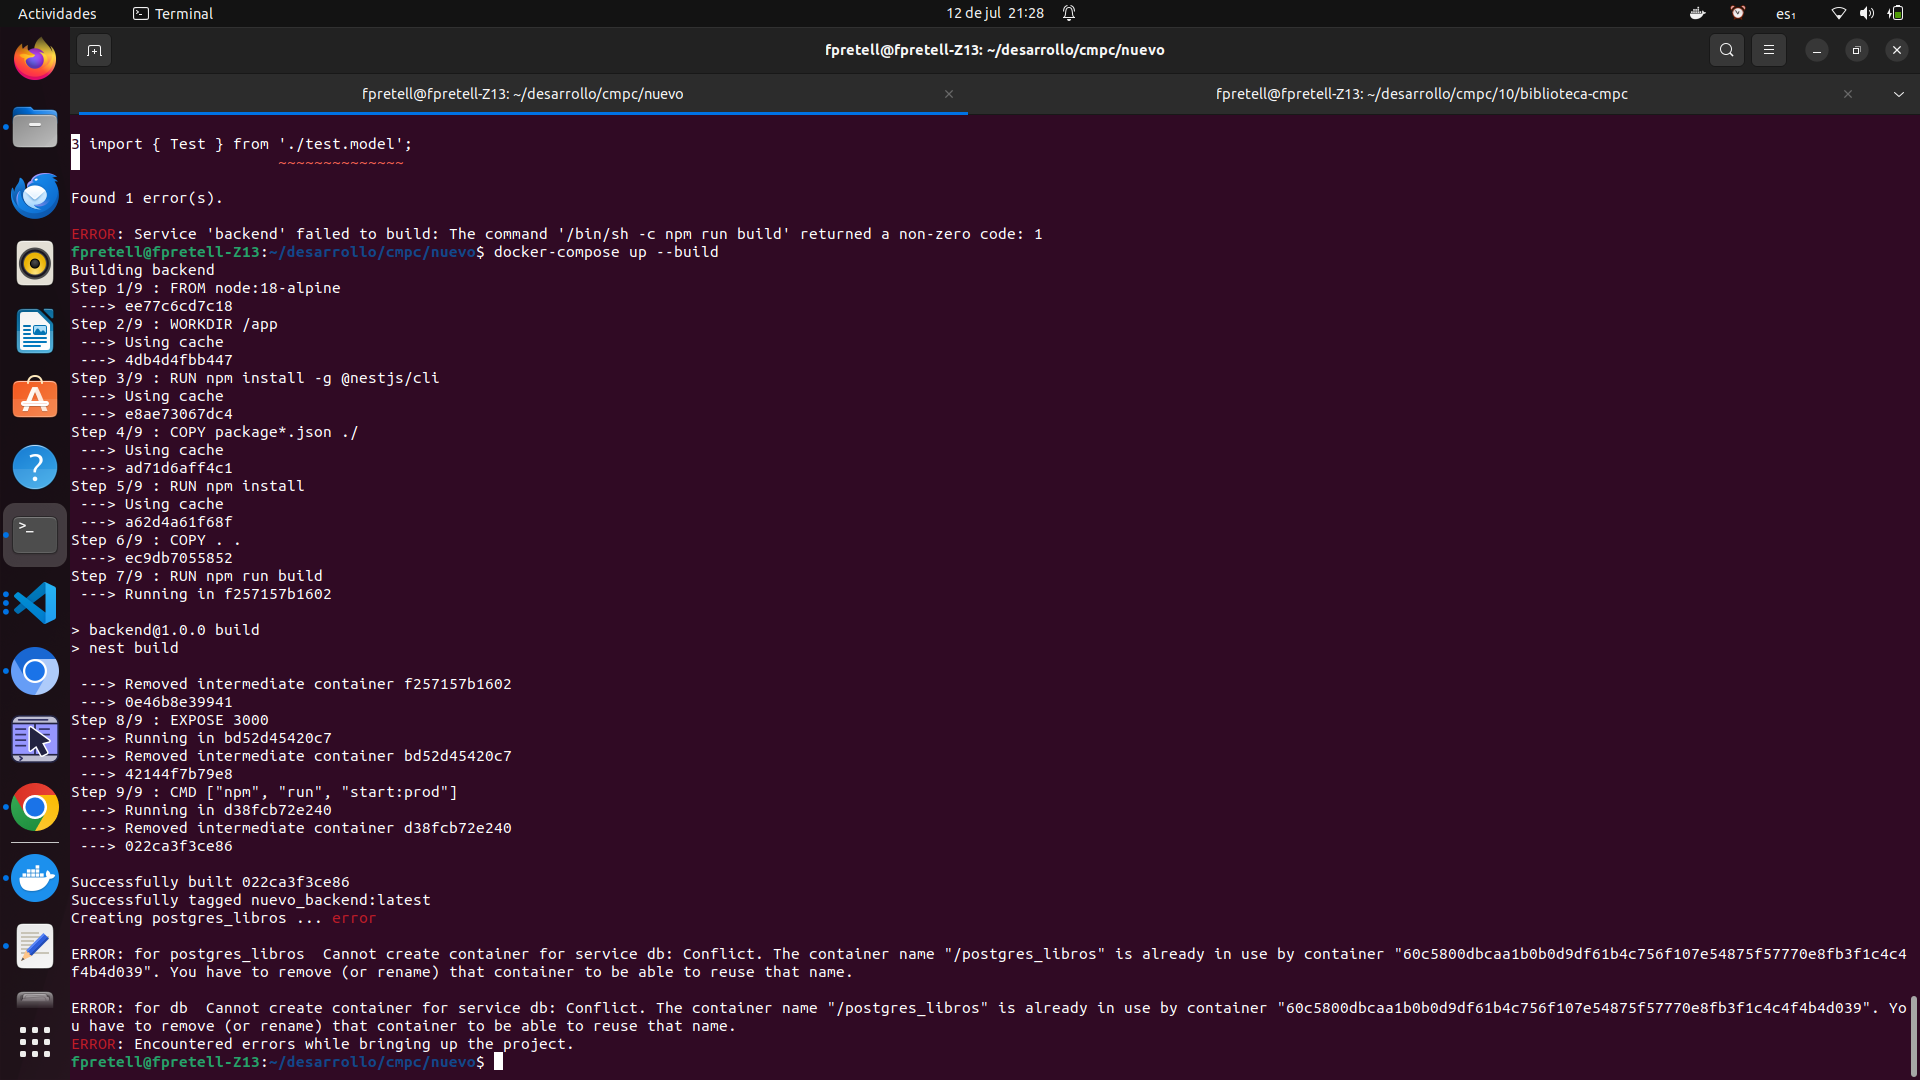 Actividades
Terminal
12 de jul 21:28
es₁
fpretell@fpretell-Z13: ~/desarrollo/cmpc/nuevo
fpretell@fpretell-Z13: ~/desarrollo/cmpc/nuevo
fpretell@fpretell-Z13: ~/desarrollo/cmpc/10/biblioteca-cmpc
3 import { Test } from './test.model';
~~~~~~~~~~~~~~
Found 1 error(s).
ERROR: Service 'backend' failed to build: The command '/bin/sh -c npm run build' returned a non-zero code: 1
fpretell@fpretell-Z13:~/desarrollo/cmpc/nuevo$ docker-compose up --build
Building backend
Step 1/9 : FROM node:18-alpine
---> ee77c6cd7c18
Step 2/9 : WORKDIR /app
---> Using cache
---> 4db4d4fbb447
Step 3/9 : RUN npm install -g @nestjs/cli
---> Using cache
---> e8ae73067dc4
Step 4/9 : COPY package*.json ./
---> Using cache
---> ad71d6aff4c1
Step 5/9 : RUN npm install
---> Using cache
---> a62d4a61f68f
Step 6/9 : COPY . .
---> ec9db7055852
Step 7/9 : RUN npm run build
---> Running in f257157b1602
> backend@1.0.0 build
> nest build
---> Removed intermediate container f257157b1602
---> 0e46b8e39941
Step 8/9 : EXPOSE 3000
---> Running in bd52d45420c7
---> Removed intermediate container bd52d45420c7
---> 42144f7b79e8
Step 9/9 : CMD ["npm", "run", "start:prod"]
---> Running in d38fcb72e240
---> Removed intermediate container d38fcb72e240
---> 022ca3f3ce86
Successfully built 022ca3f3ce86
Successfully tagged nuevo_backend:latest
Creating postgres_libros ... error
ERROR: for postgres_libros  Cannot create container for service db: Conflict. The container name "/postgres_libros" is already in use by container "60c5800dbcaa1b0b0d9df61b4c756f107e54875f57770e8fb3f1c4c4
f4b4d039". You have to remove (or rename) that container to be able to reuse that name.
ERROR: for db  Cannot create container for service db: Conflict. The container name "/postgres_libros" is already in use by container "60c5800dbcaa1b0b0d9df61b4c756f107e54875f57770e8fb3f1c4c4f4b4d039". Yo
u have to remove (or rename) that container to be able to reuse that name.
ERROR: Encountered errors while bringing up the project.
fpretell@fpretell-Z13:~/desarrollo/cmpc/nuevo$